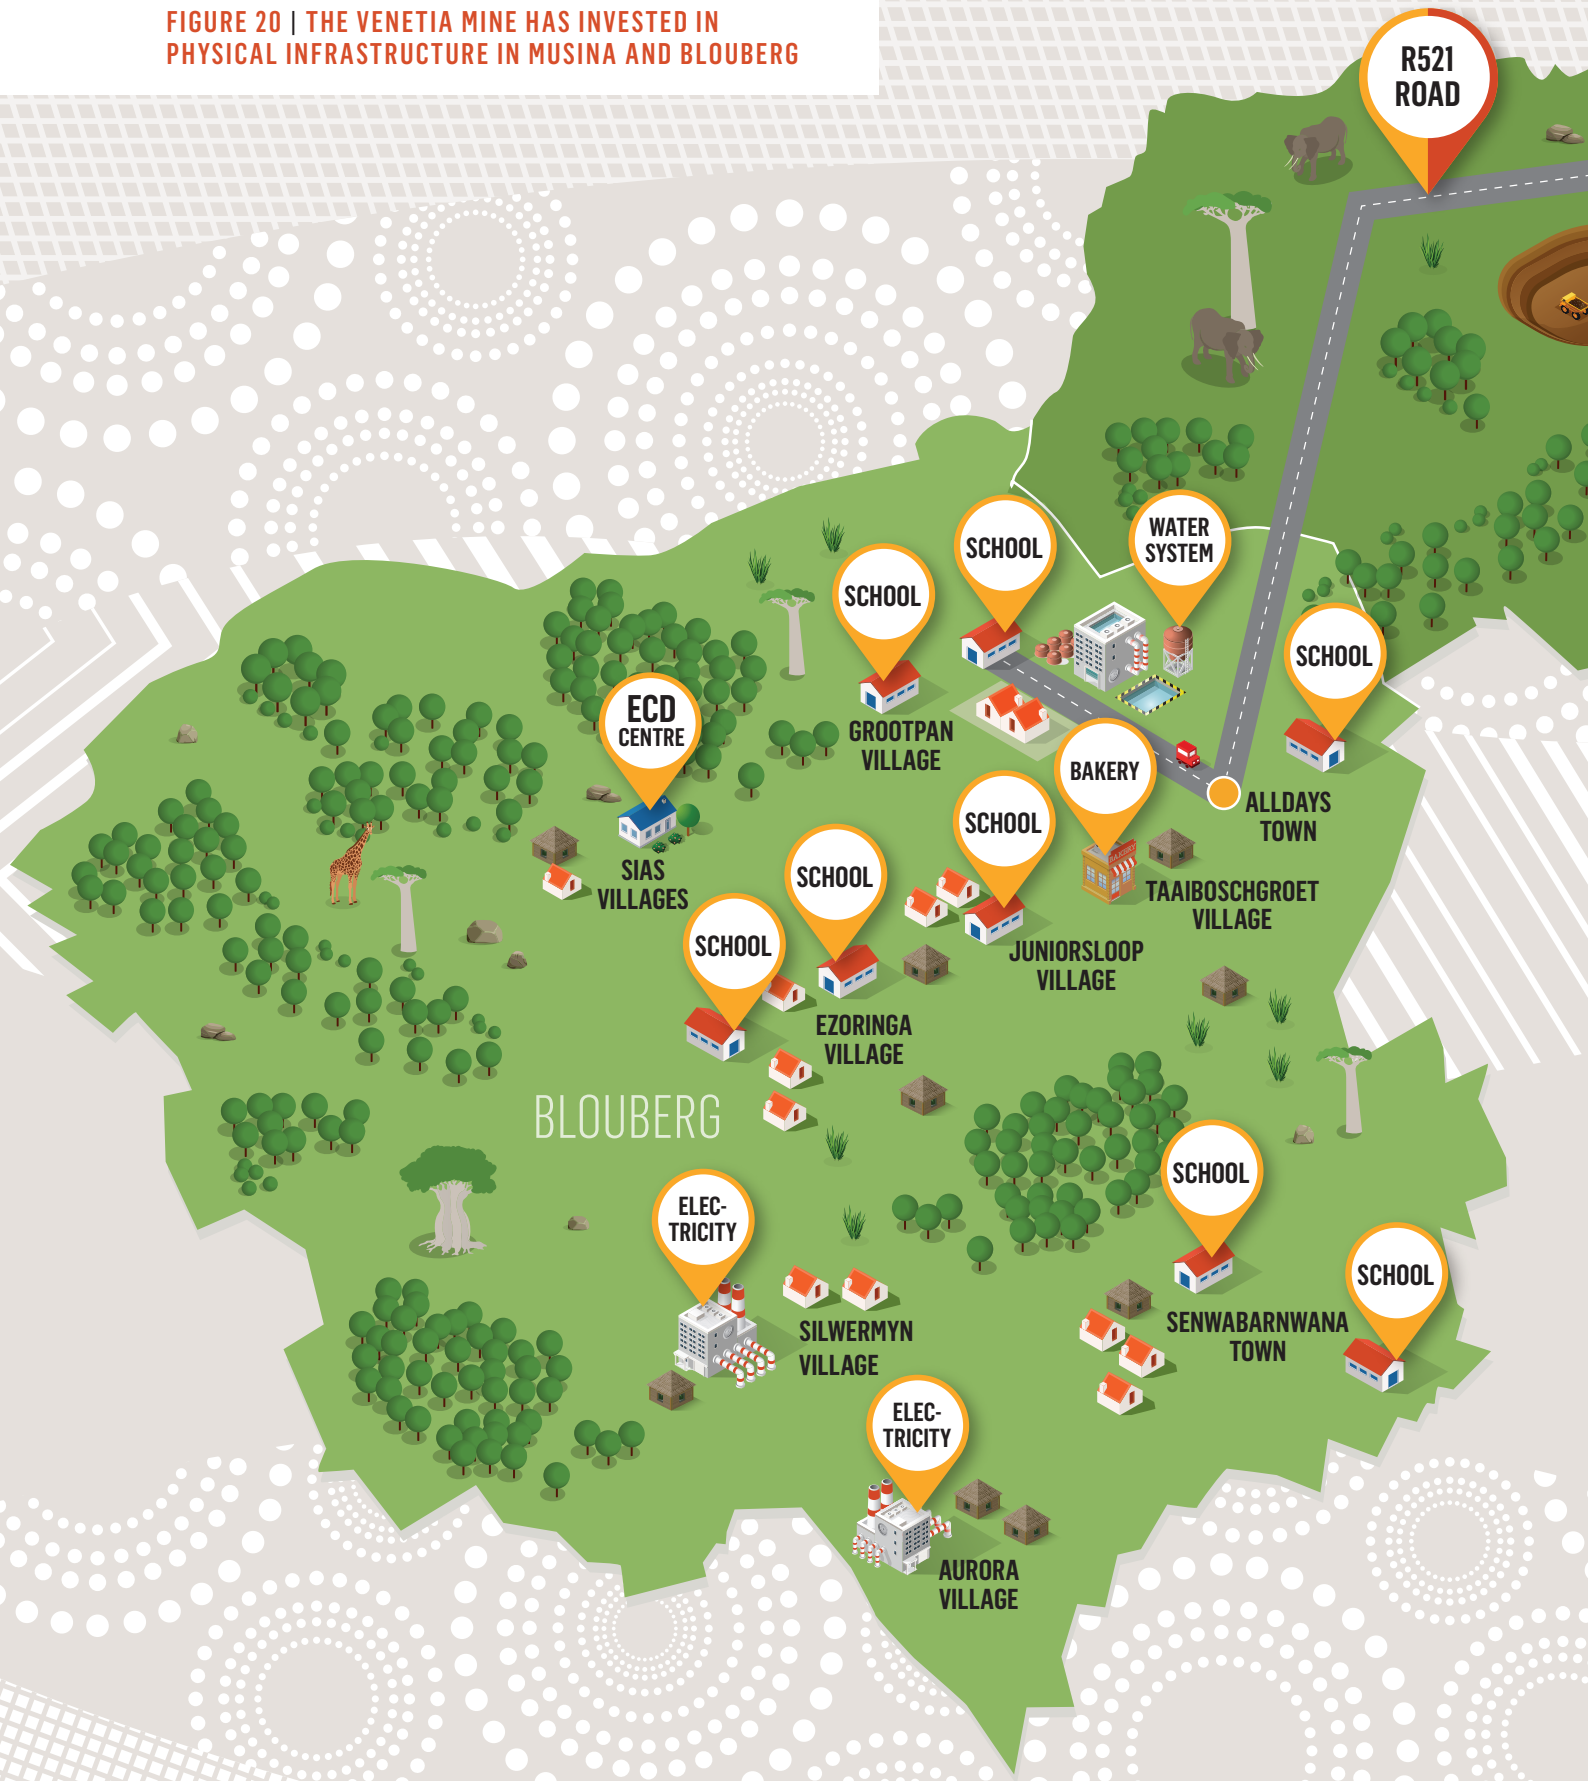 FIGURE 20 | THE VENETIA MINE HAS INVESTED IN
PHYSICAL INFRASTRUCTURE IN MUSINA AND BLOUBERG
R521
ROAD
SCHOOL
WATER
SYSTEM
SCHOOL
SCHOOL
ECD
CENTRE
GROOTPAN
VILLAGE
BAKERY
ALLDAYS
TOWN
SCHOOL
SCHOOL
BAKERY
SIAS
VILLAGES
TAAIBOSCHGROET
VILLAGE
SCHOOL
JUNIORSLOOP
VILLAGE
EZORINGA
VILLAGE
BLOUBERG
SCHOOL
ELEC-
TRICITY
SCHOOL
SENWABARNWANA
TOWN
SILWERMYN
VILLAGE
ELEC-
TRICITY
AURORA
VILLAGE